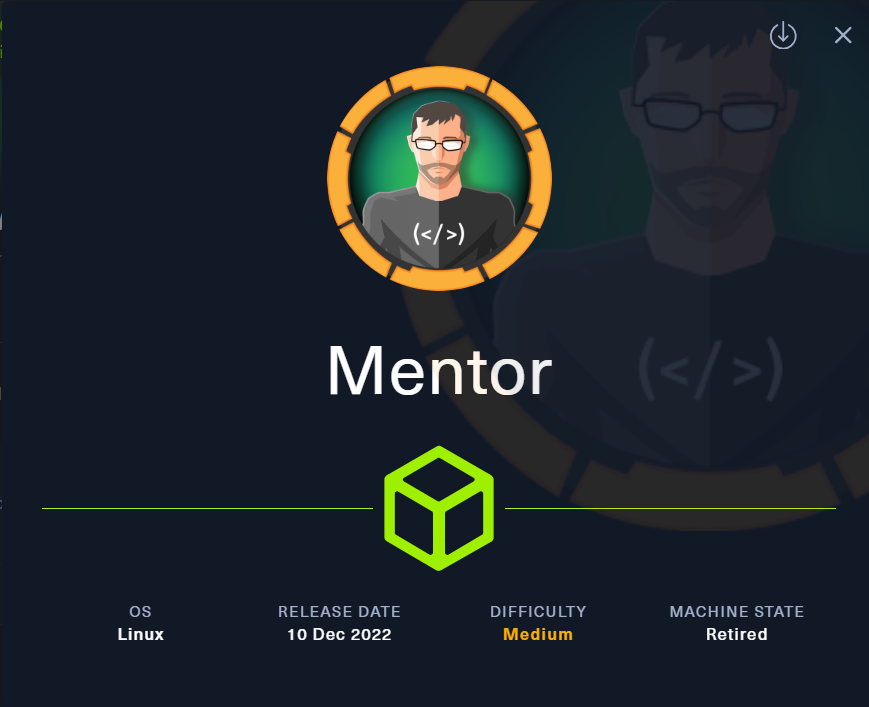 (</>)
(</>)
Mentor
OS
Linux
RELEASE DATE
10 Dec 2022
DIFFICULTY
Medium
MACHINE STATE
Retired